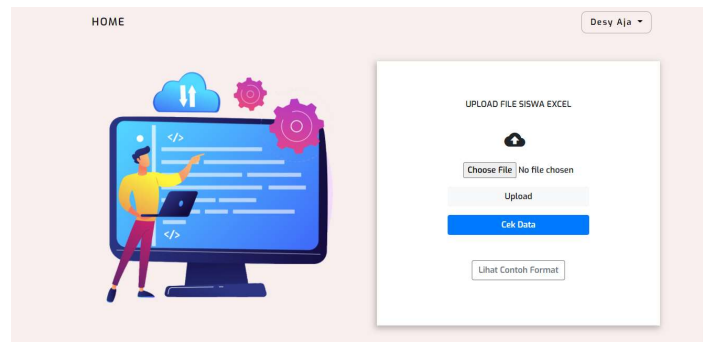 HOME
Desy Aja
UPLOAD FILE SISWA EXCEL
Choose File No file chosen
Upload
Cek Data
Lihat Contoh Format
</>
</>